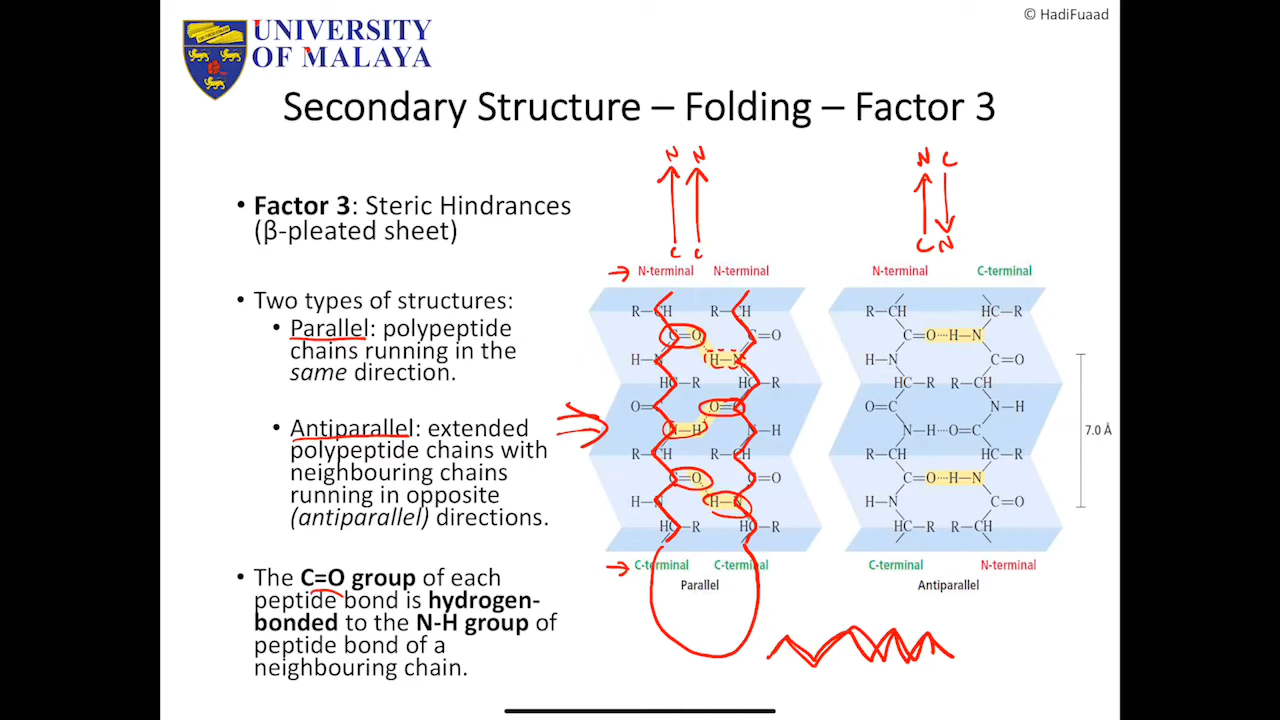 © HadiFuaad
UNIVERSITY
OF MALAYA
Secondary Structure – Folding – Factor 3
• Factor 3: Steric Hindrances
(β-pleated sheet)
• Two types of structures:
• Parallel: polypeptide
chains running in the
same direction.
• Antiparallel: extended
polypeptide chains with
neighbouring chains
running in opposite
(antiparallel) directions.
• The C=O group of each
peptide bond is hydrogen-
bonded to the N-H group of
peptide bond of a
neighbouring chain.
N N
C C
N-terminal N-terminal
R—CH R—CH
C=O C=O
H—N H—N
HC—R HC—R
O=C O=C
N—H N—H
R—CH R—CH
C=O C=O
H—N H—N
HC—R HC—R
C-terminal C-terminal
Parallel
N C
C N
N-terminal C-terminal
R—CH HC—R
C=O···H—N
H—N C=O
HC—R R—CH
O=C N—H
N—H···O=C
R—CH HC—R
C=O···H—N
H—N C=O
HC—R R—CH
C-terminal N-terminal
Antiparallel
7.0 Å